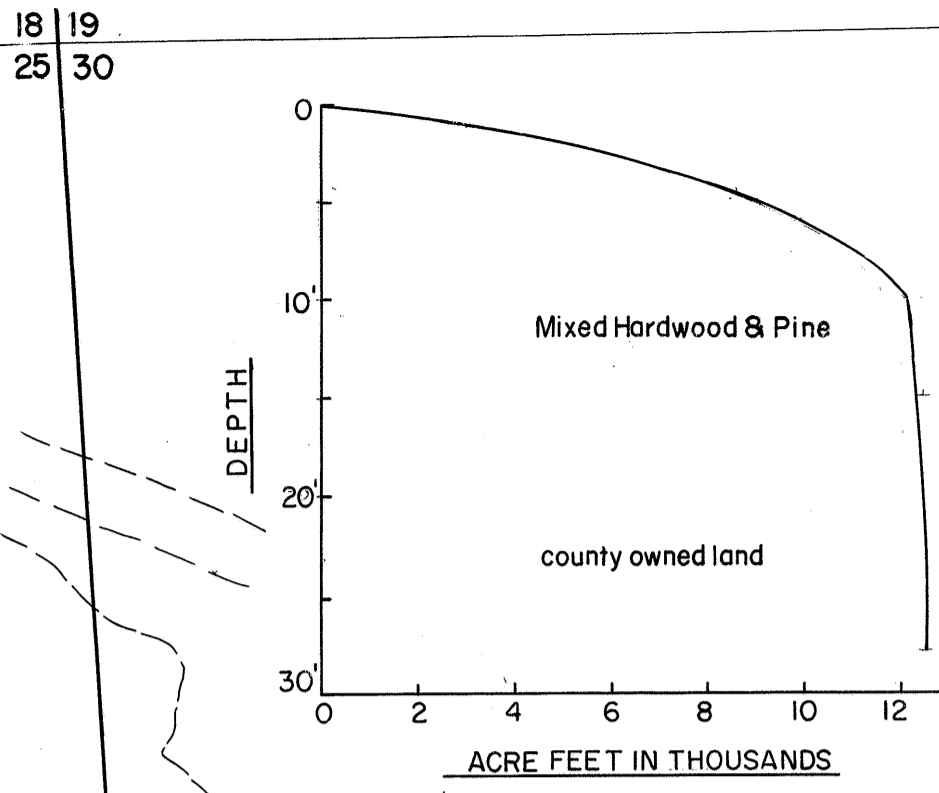 18 19
25 30
0
10'
Mixed Hardwood & Pine
DEPTH
20'
county owned land
30'
0 2 4 6 8 10 12
ACRE FEET IN THOUSANDS